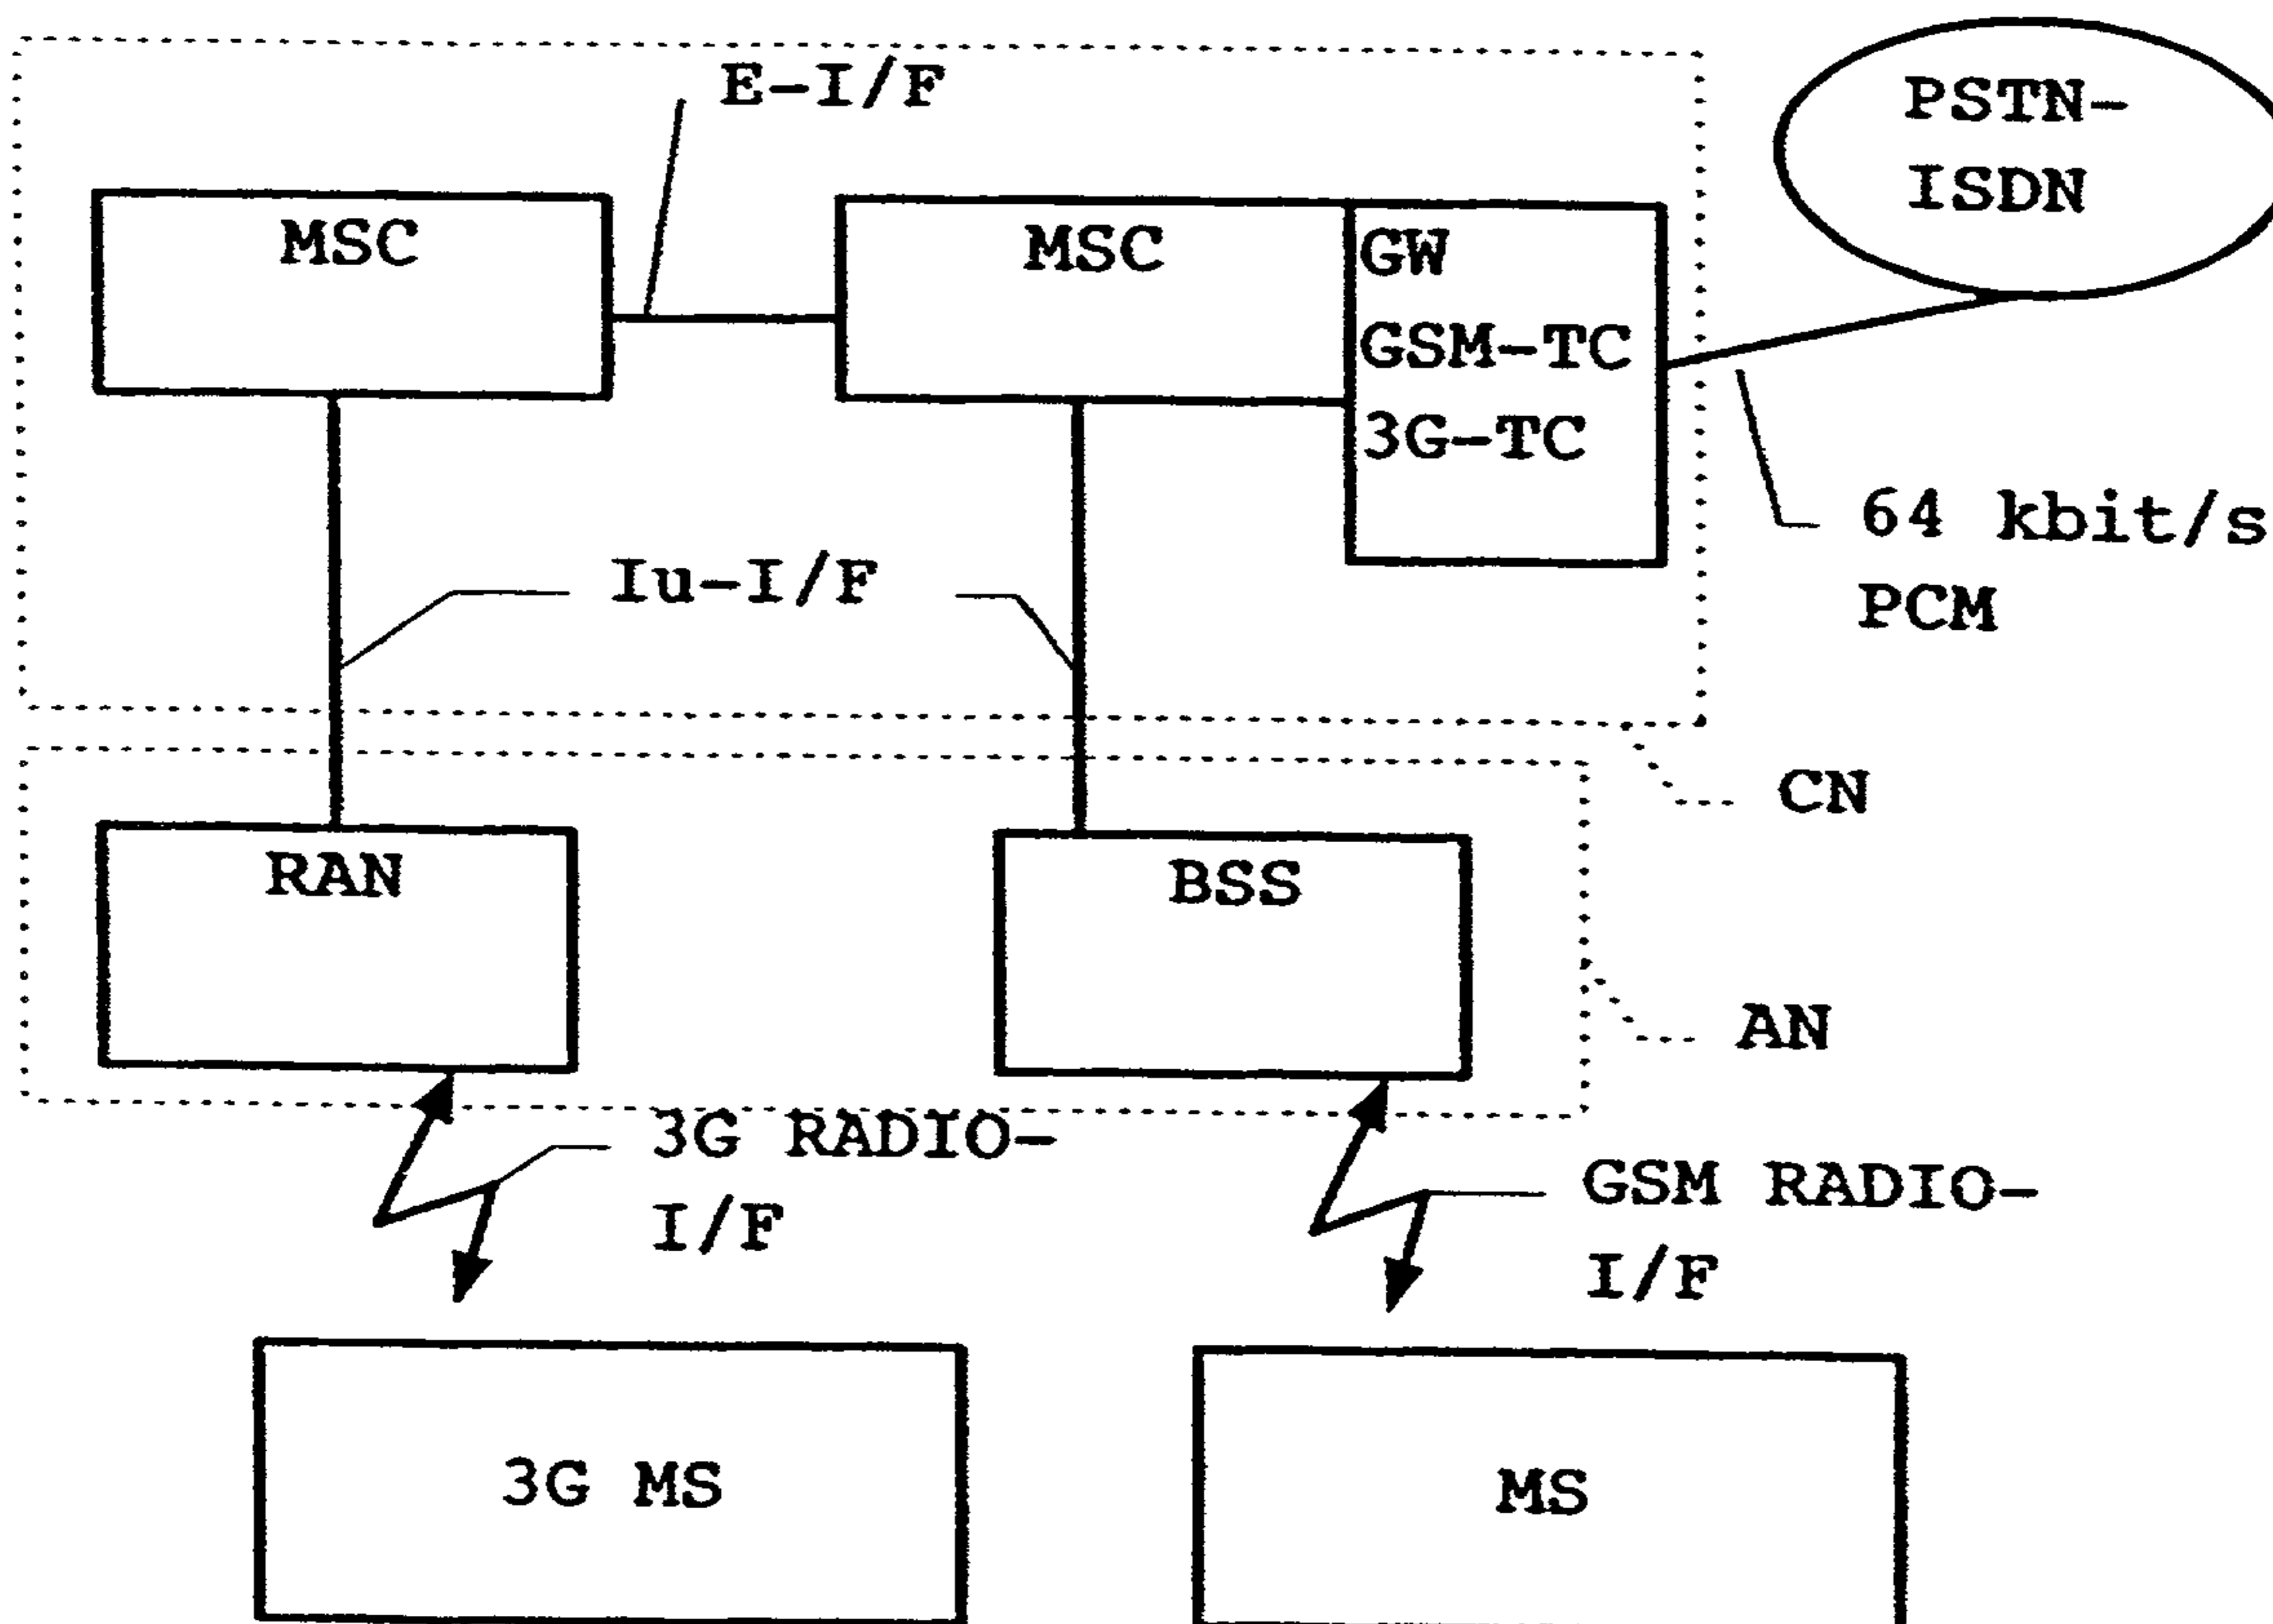 E-I/F
PSTN-
ISDN
MSC
MSC
GW
GSM-TC
3G-TC
64 kbit/s
PCM
Iu-I/F
CN
RAN
BSS
AN
3G RADIO-
I/F
GSM RADIO-
I/F
3G MS
MS